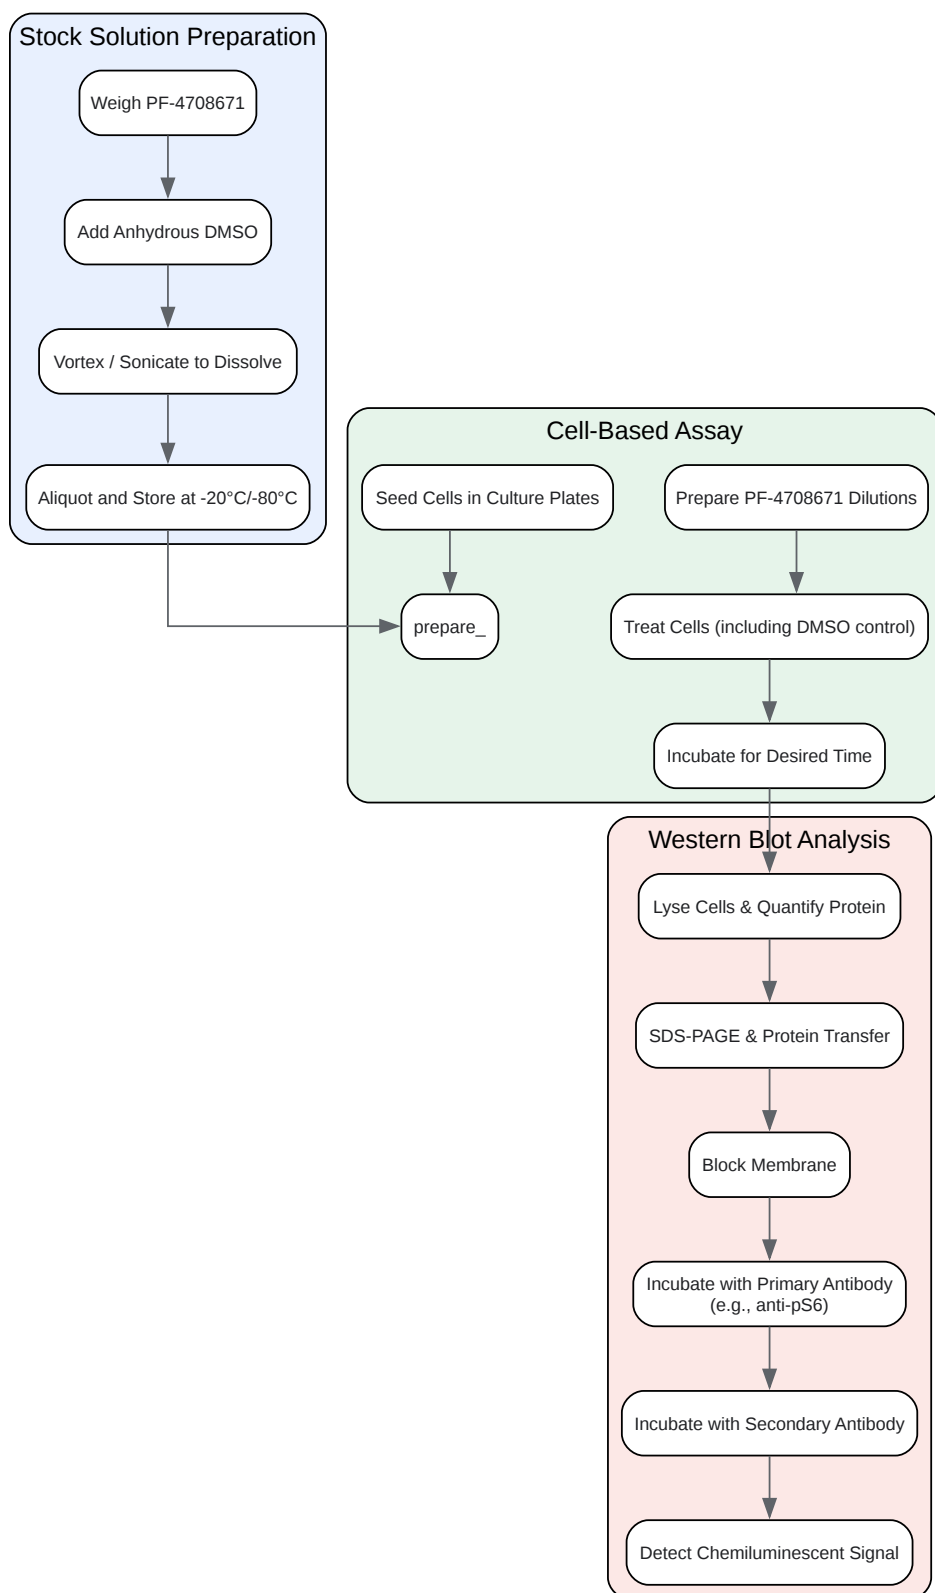 Stock Solution Preparation
Weigh PF-4708671
Add Anhydrous DMSO
Vortex / Sonicate to Dissolve
Aliquot and Store at -20°C/-80°C
Cell-Based Assay
Seed Cells in Culture Plates
Prepare PF-4708671 Dilutions
prepare_
Treat Cells (including DMSO control)
Incubate for Desired Time
Western Blot Analysis
Lyse Cells & Quantify Protein
SDS-PAGE & Protein Transfer
Block Membrane
Incubate with Primary Antibody
(e.g., anti-pS6)
Incubate with Secondary Antibody
Detect Chemiluminescent Signal